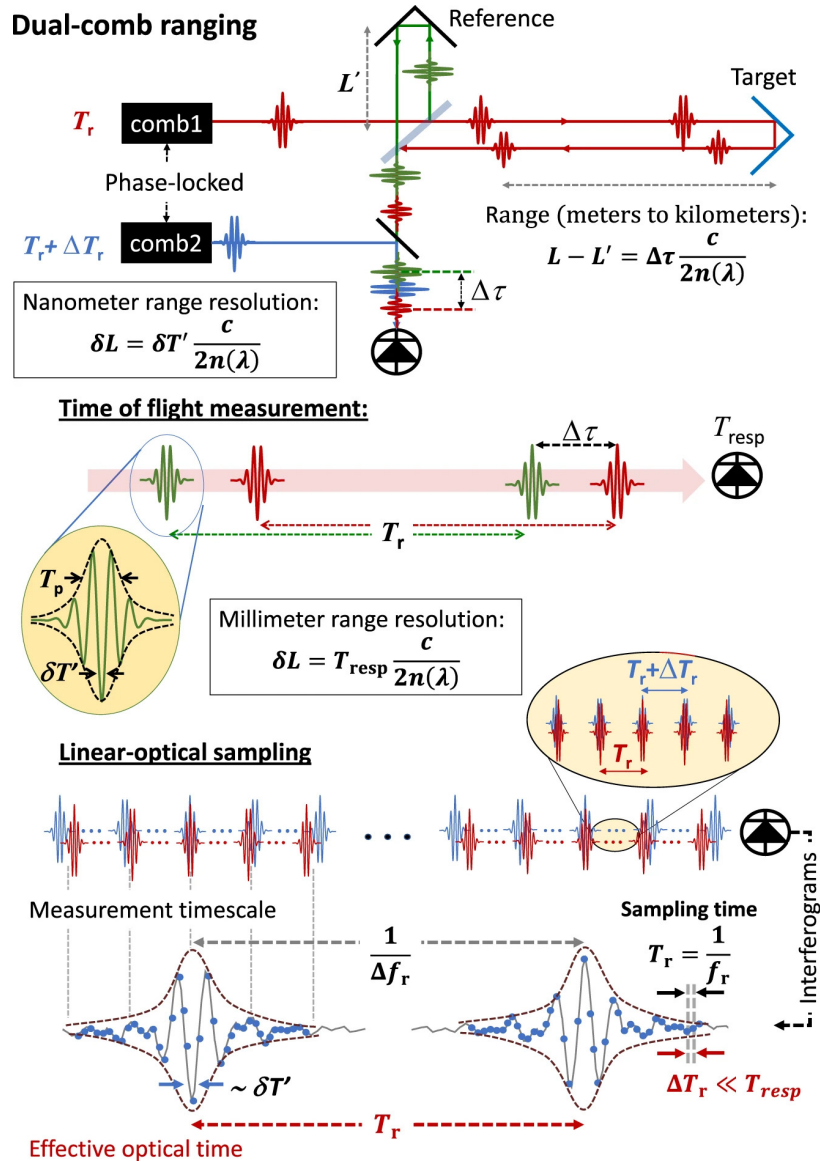 Dual-comb ranging
Reference
L′
Target
T_r
comb1
Phase-locked
T_r + ΔT_r
comb2
Range (meters to kilometers):
L − L′ = Δτ c/2n(λ)
Δτ
Nanometer range resolution:
δL = δT′ c/2n(λ)
Time of flight measurement:
Δτ
T_resp
T_r
T_p
δT′
Millimeter range resolution:
δL = T_resp c/2n(λ)
T_r+ΔT_r
T_r
Linear-optical sampling
Measurement timescale
Sampling time
1/Δf_r
T_r = 1/f_r
Interferograms
~ δT′
ΔT_r ≪ T_resp
T_r
Effective optical time